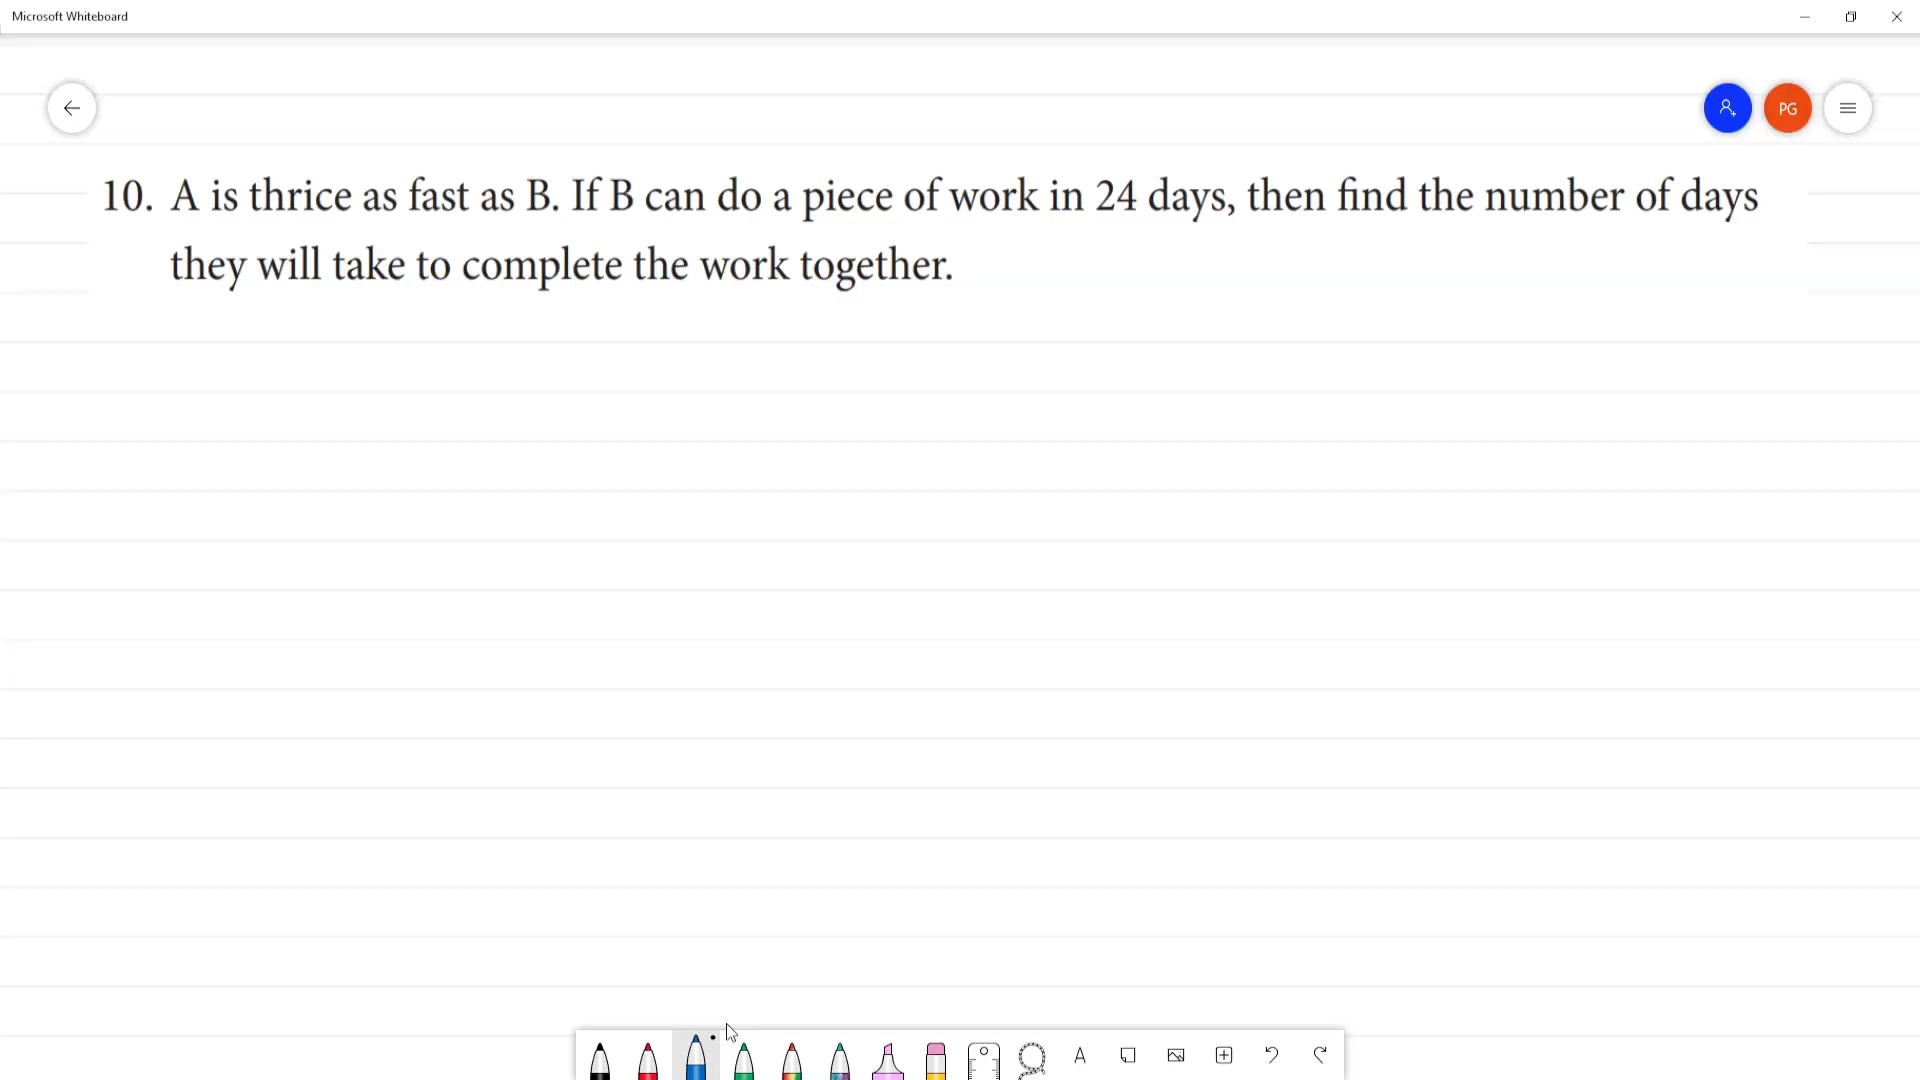 Microsoft Whiteboard
PG
10. A is thrice as fast as B. If B can do a piece of work in 24 days, then find the number of days
they will take to complete the work together.
A